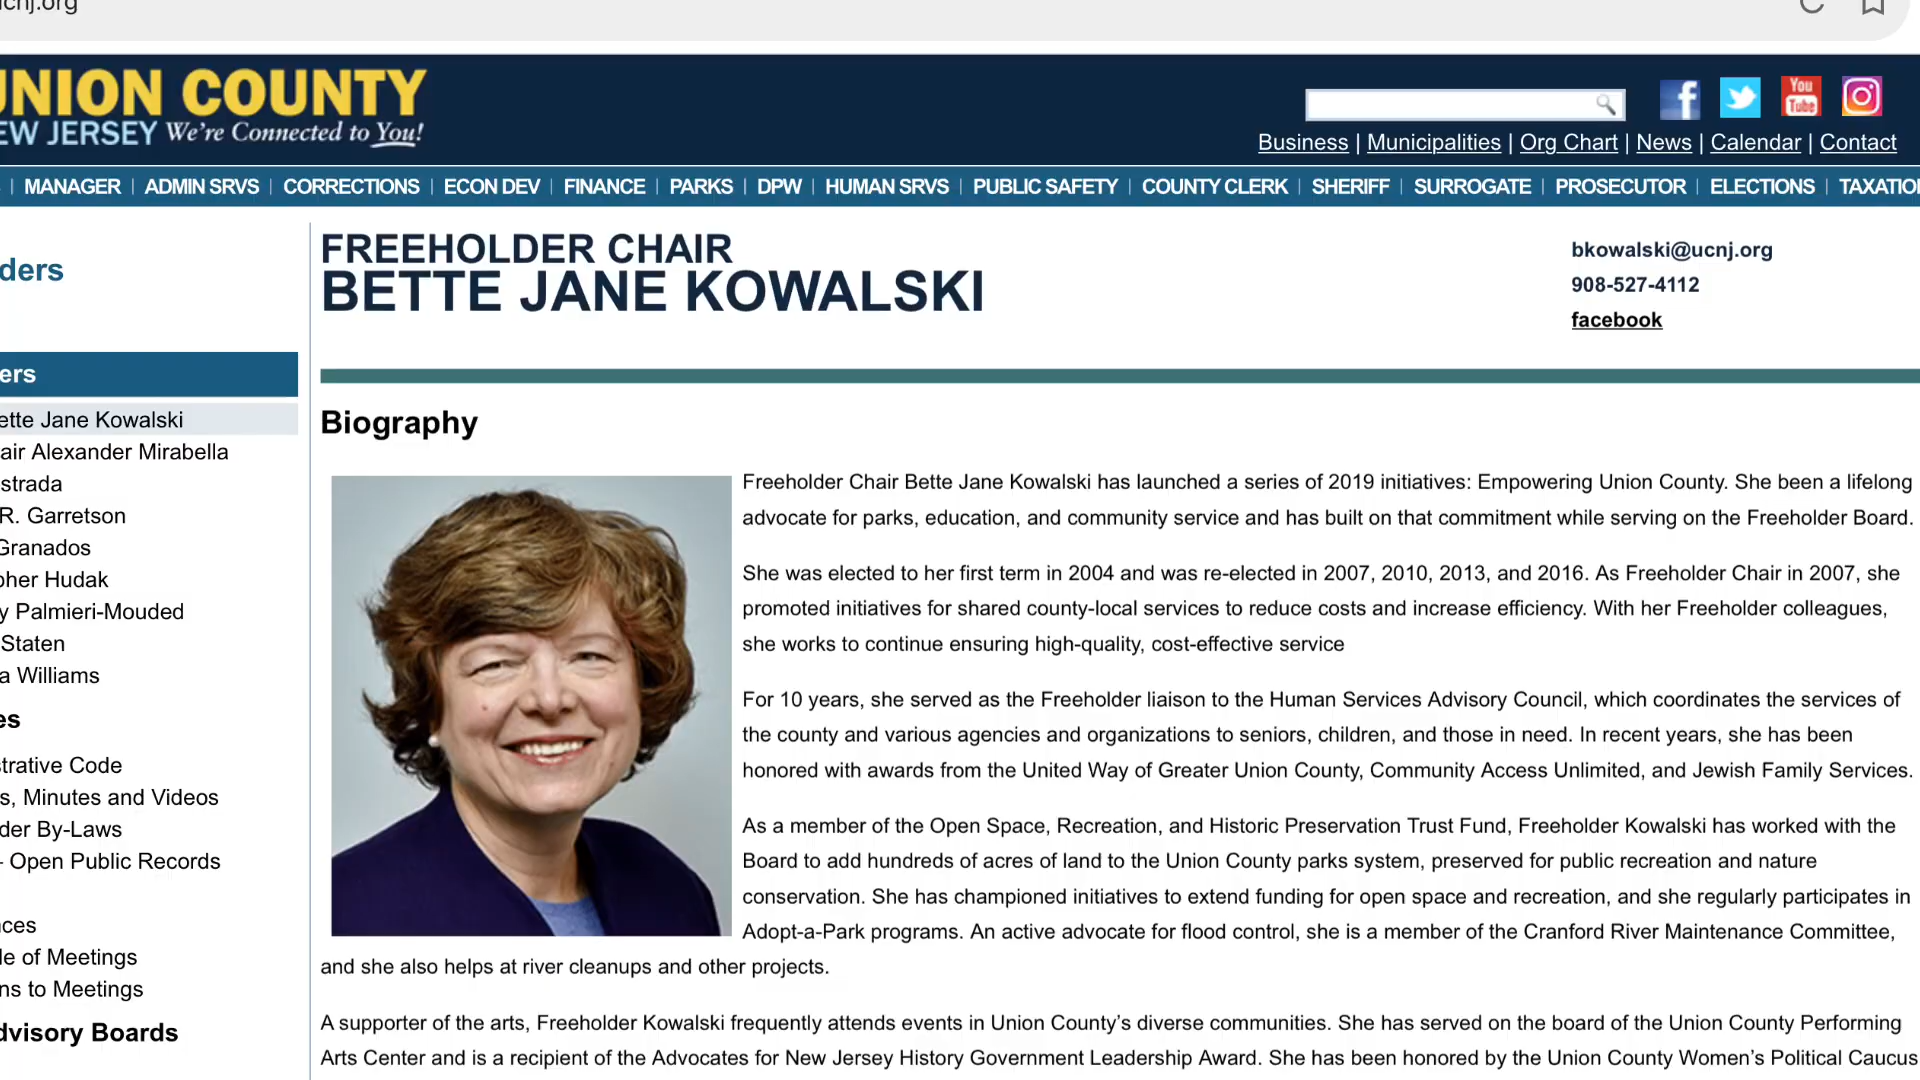 ucnj.org
UNION COUNTY
NEW JERSEY We're Connected to You!
You
Tube
Business | Municipalities | Org Chart | News | Calendar | Contact
| MANAGER | ADMIN SRVS | CORRECTIONS | ECON DEV | FINANCE | PARKS | DPW | HUMAN SRVS | PUBLIC SAFETY | COUNTY CLERK | SHERIFF | SURROGATE | PROSECUTOR | ELECTIONS | TAXATIO
ders
ers
ette Jane Kowalski
air Alexander Mirabella
strada
R. Garretson
Granados
pher Hudak
y Palmieri-Mouded
Staten
a Williams
es
trative Code
s, Minutes and Videos
der By-Laws
- Open Public Records
nces
le of Meetings
ns to Meetings
dvisory Boards
FREEHOLDER CHAIR
BETTE JANE KOWALSKI
bkowalski@ucnj.org
908-527-4112
facebook
Biography
Freeholder Chair Bette Jane Kowalski has launched a series of 2019 initiatives: Empowering Union County. She been a lifelong
advocate for parks, education, and community service and has built on that commitment while serving on the Freeholder Board.
She was elected to her first term in 2004 and was re-elected in 2007, 2010, 2013, and 2016. As Freeholder Chair in 2007, she
promoted initiatives for shared county-local services to reduce costs and increase efficiency. With her Freeholder colleagues,
she works to continue ensuring high-quality, cost-effective service
For 10 years, she served as the Freeholder liaison to the Human Services Advisory Council, which coordinates the services of
the county and various agencies and organizations to seniors, children, and those in need. In recent years, she has been
honored with awards from the United Way of Greater Union County, Community Access Unlimited, and Jewish Family Services.
As a member of the Open Space, Recreation, and Historic Preservation Trust Fund, Freeholder Kowalski has worked with the
Board to add hundreds of acres of land to the Union County parks system, preserved for public recreation and nature
conservation. She has championed initiatives to extend funding for open space and recreation, and she regularly participates in
Adopt-a-Park programs. An active advocate for flood control, she is a member of the Cranford River Maintenance Committee,
and she also helps at river cleanups and other projects.
A supporter of the arts, Freeholder Kowalski frequently attends events in Union County’s diverse communities. She has served on the board of the Union County Performing
Arts Center and is a recipient of the Advocates for New Jersey History Government Leadership Award. She has been honored by the Union County Women’s Political Caucus